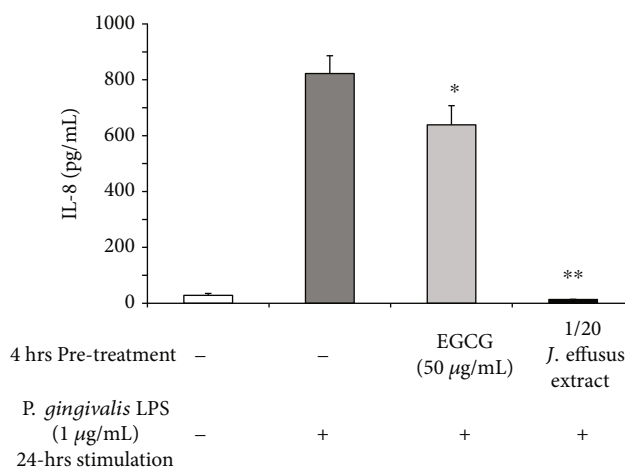 1000
800
600
400
200
0
IL-8 (pg/mL)
*
**
4 hrs Pre-treatment – – EGCG (50 µg/mL) 1/20 J. effusus extract
P. gingivalis LPS (1 µg/mL) 24-hrs stimulation – + + +